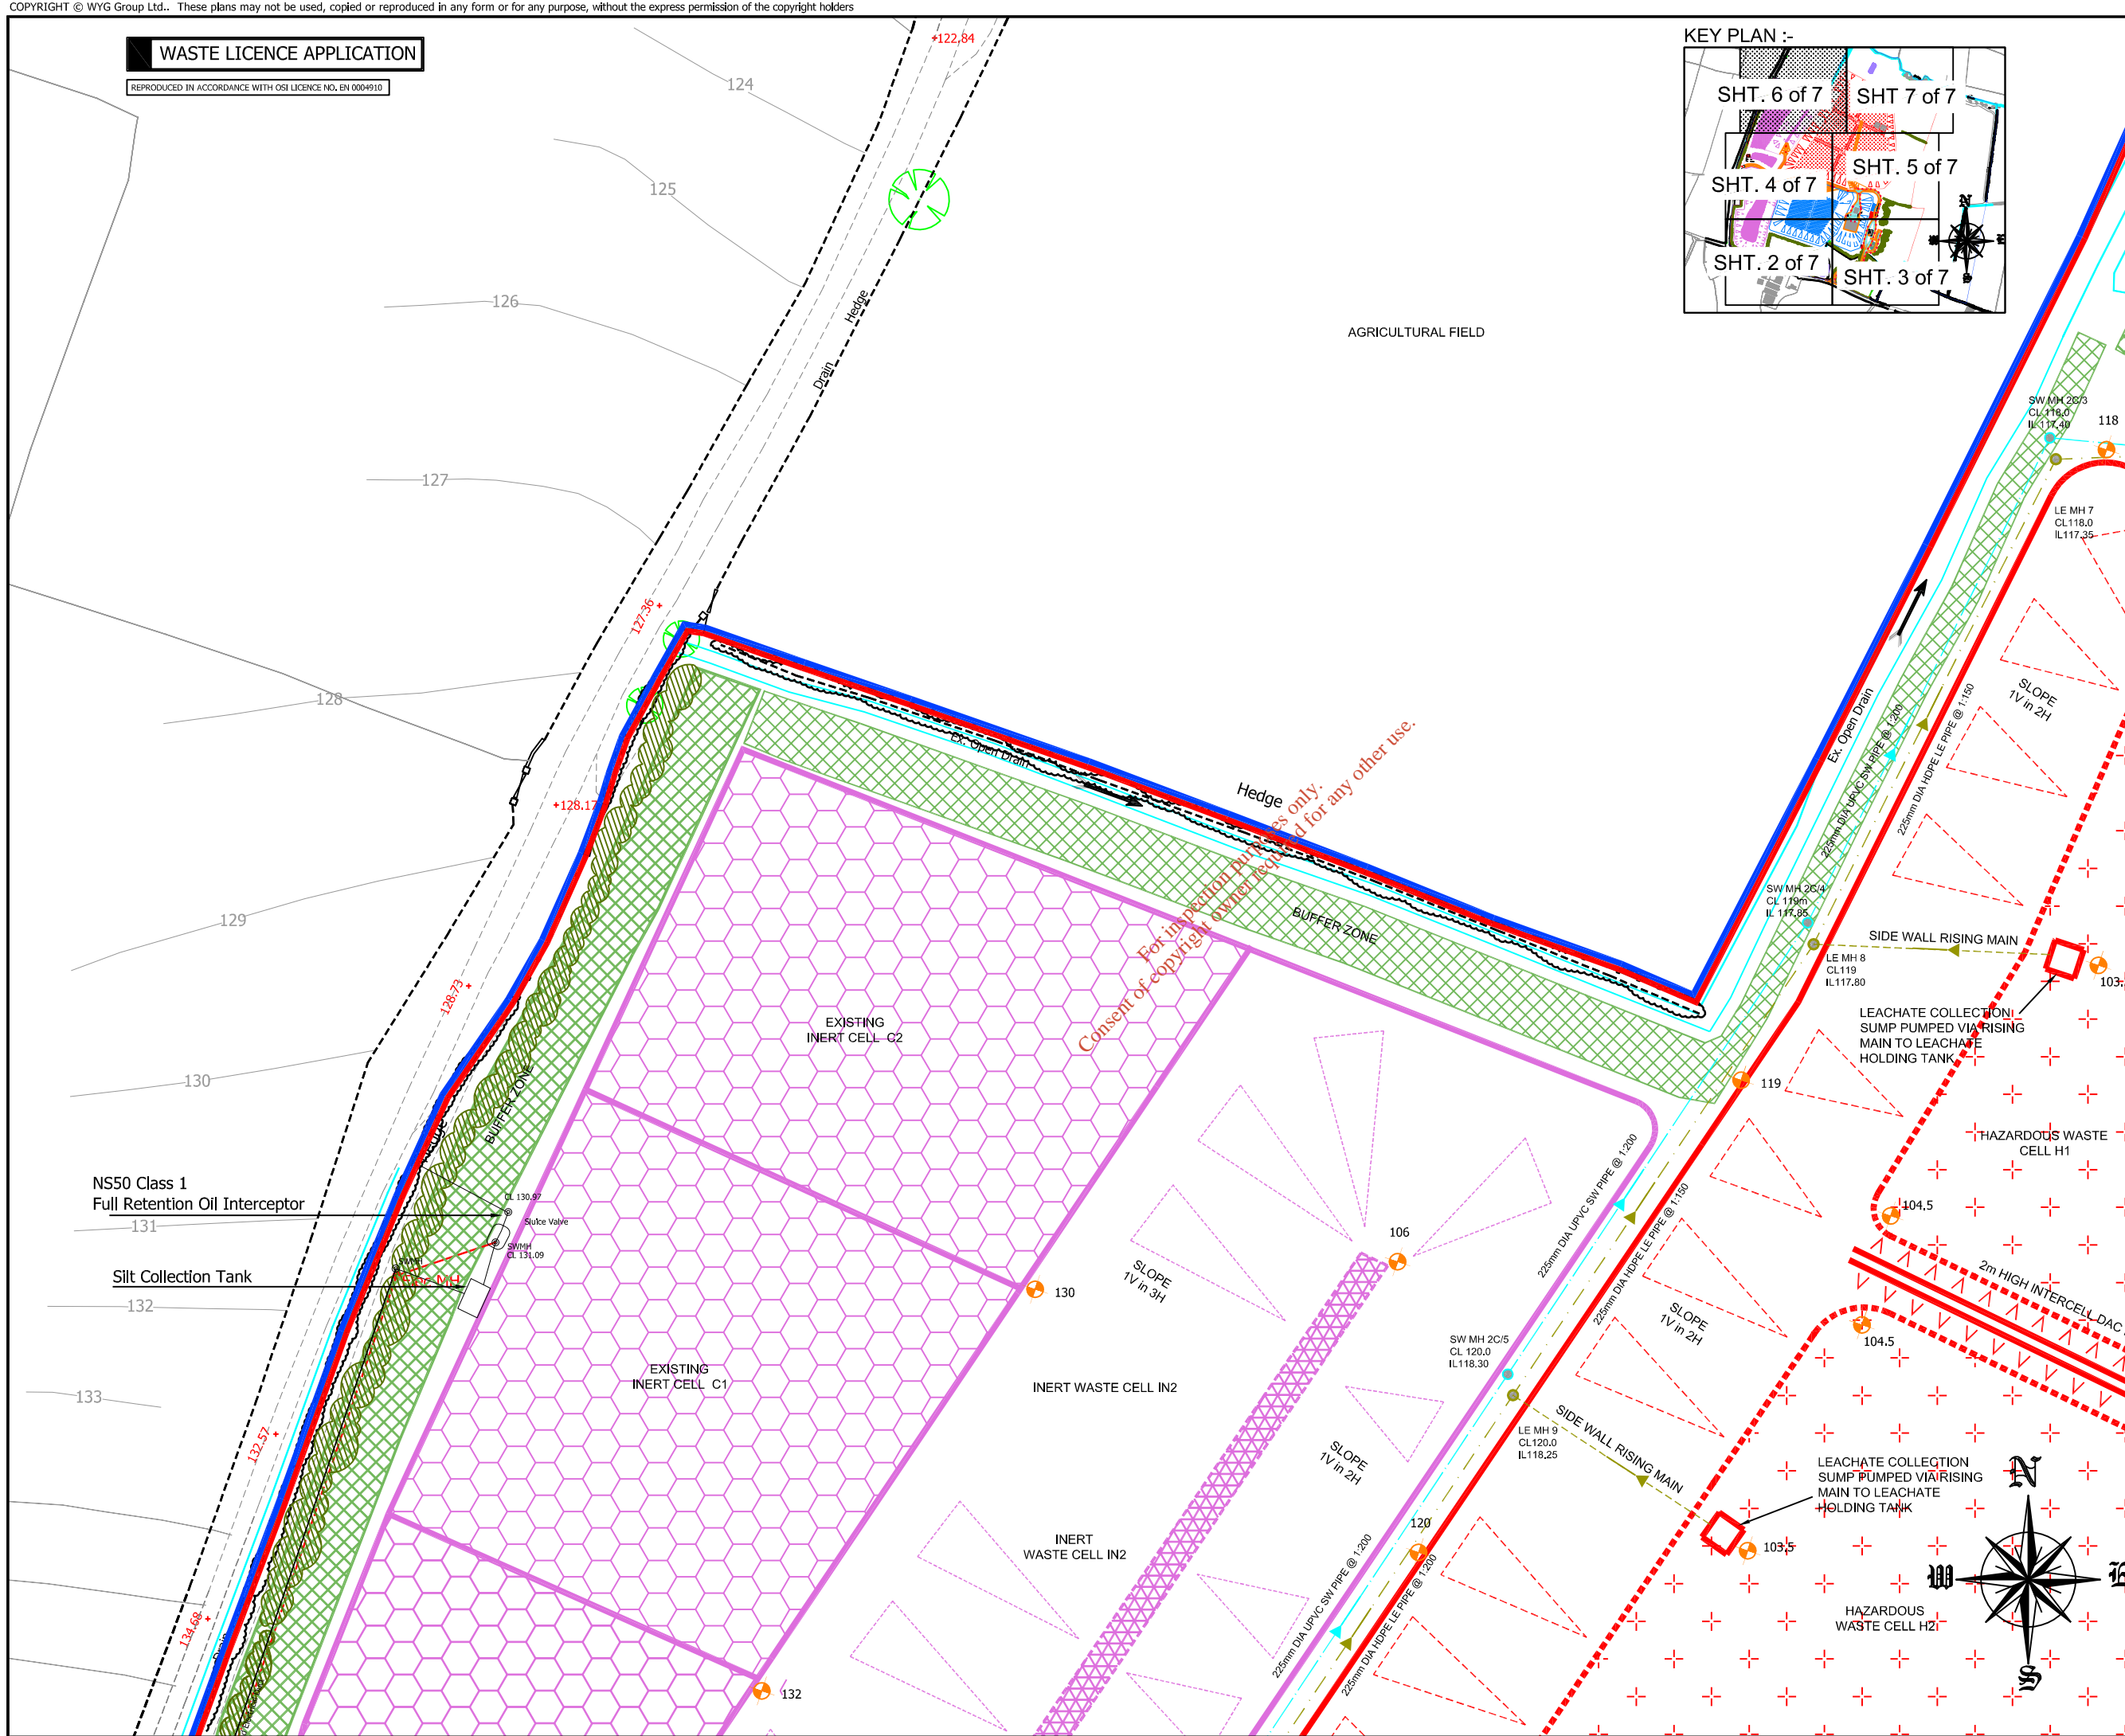 COPYRIGHT © WYG Group Ltd.. These plans may not be used, copied or reproduced in any form or for any purpose, without the express permission of the copyright holders
WASTE LICENCE APPLICATION
REPRODUCED IN ACCORDANCE WITH OSI LICENCE NO. EN 0004910
KEY PLAN :-
SHT. 6 of 7
SHT 7 of 7
SHT. 5 of 7
SHT. 4 of 7
SHT. 2 of 7
SHT. 3 of 7
N
S
+122.84
124
125
126
127
128
129
130
131
132
133
Hedge
Drain
AGRICULTURAL FIELD
127.36 +
+128.17
128.73 +
132.57 +
134.68 +
SW MH 2C/3
CL 118.0
IL 117.40
118
LE MH 7
CL118.0
IL117.35
SLOPE
1V in 2H
Ex. Open Drain
225mm DIA UPVC SW PIPE @ 1:200
225mm DIA HDPE LE PIPE @ 1:150
Ex. Open Drain
Hedge
BUFFER ZONE
For inspection purposes only.
Consent of copyright owner required for any other use.
SW MH 2C/4
CL 119m
IL 117.85
SIDE WALL RISING MAIN
LE MH 8
CL119
IL117.80
103.
LEACHATE COLLECTION
SUMP PUMPED VIA RISING
MAIN TO LEACHATE
HOLDING TANK
119
HAZARDOUS WASTE
CELL H1
104.5
2m HIGH INTERCELL DAC
104.5
EXISTING
INERT CELL C2
BUFFER ZONE
NS50 Class 1
Full Retention Oil Interceptor
CL 130.97
Sluice Valve
SWMH
CL 131.09
Silt Collection Tank
EXISTING
INERT CELL C1
130
132
106
SLOPE
1V in 3H
INERT WASTE CELL IN2
SLOPE
1V in 2H
INERT
WASTE CELL IN2
225mm DIA UPVC SW PIPE @ 1:200
225mm DIA HDPE LE PIPE @ 1:150
SLOPE
1V in 2H
SW MH 2C/5
CL 120.0
IL118.30
LE MH 9
CL120.0
IL118.25
SIDE WALL RISING MAIN
LEACHATE COLLECTION
SUMP PUMPED VIA RISING
MAIN TO LEACHATE
HOLDING TANK
120
103.5
225mm DIA UPVC SW PIPE @ 1:200
225mm DIA HDPE LE PIPE @ 1:200
HAZARDOUS
WASTE CELL H2
Drain
N
W
E
S